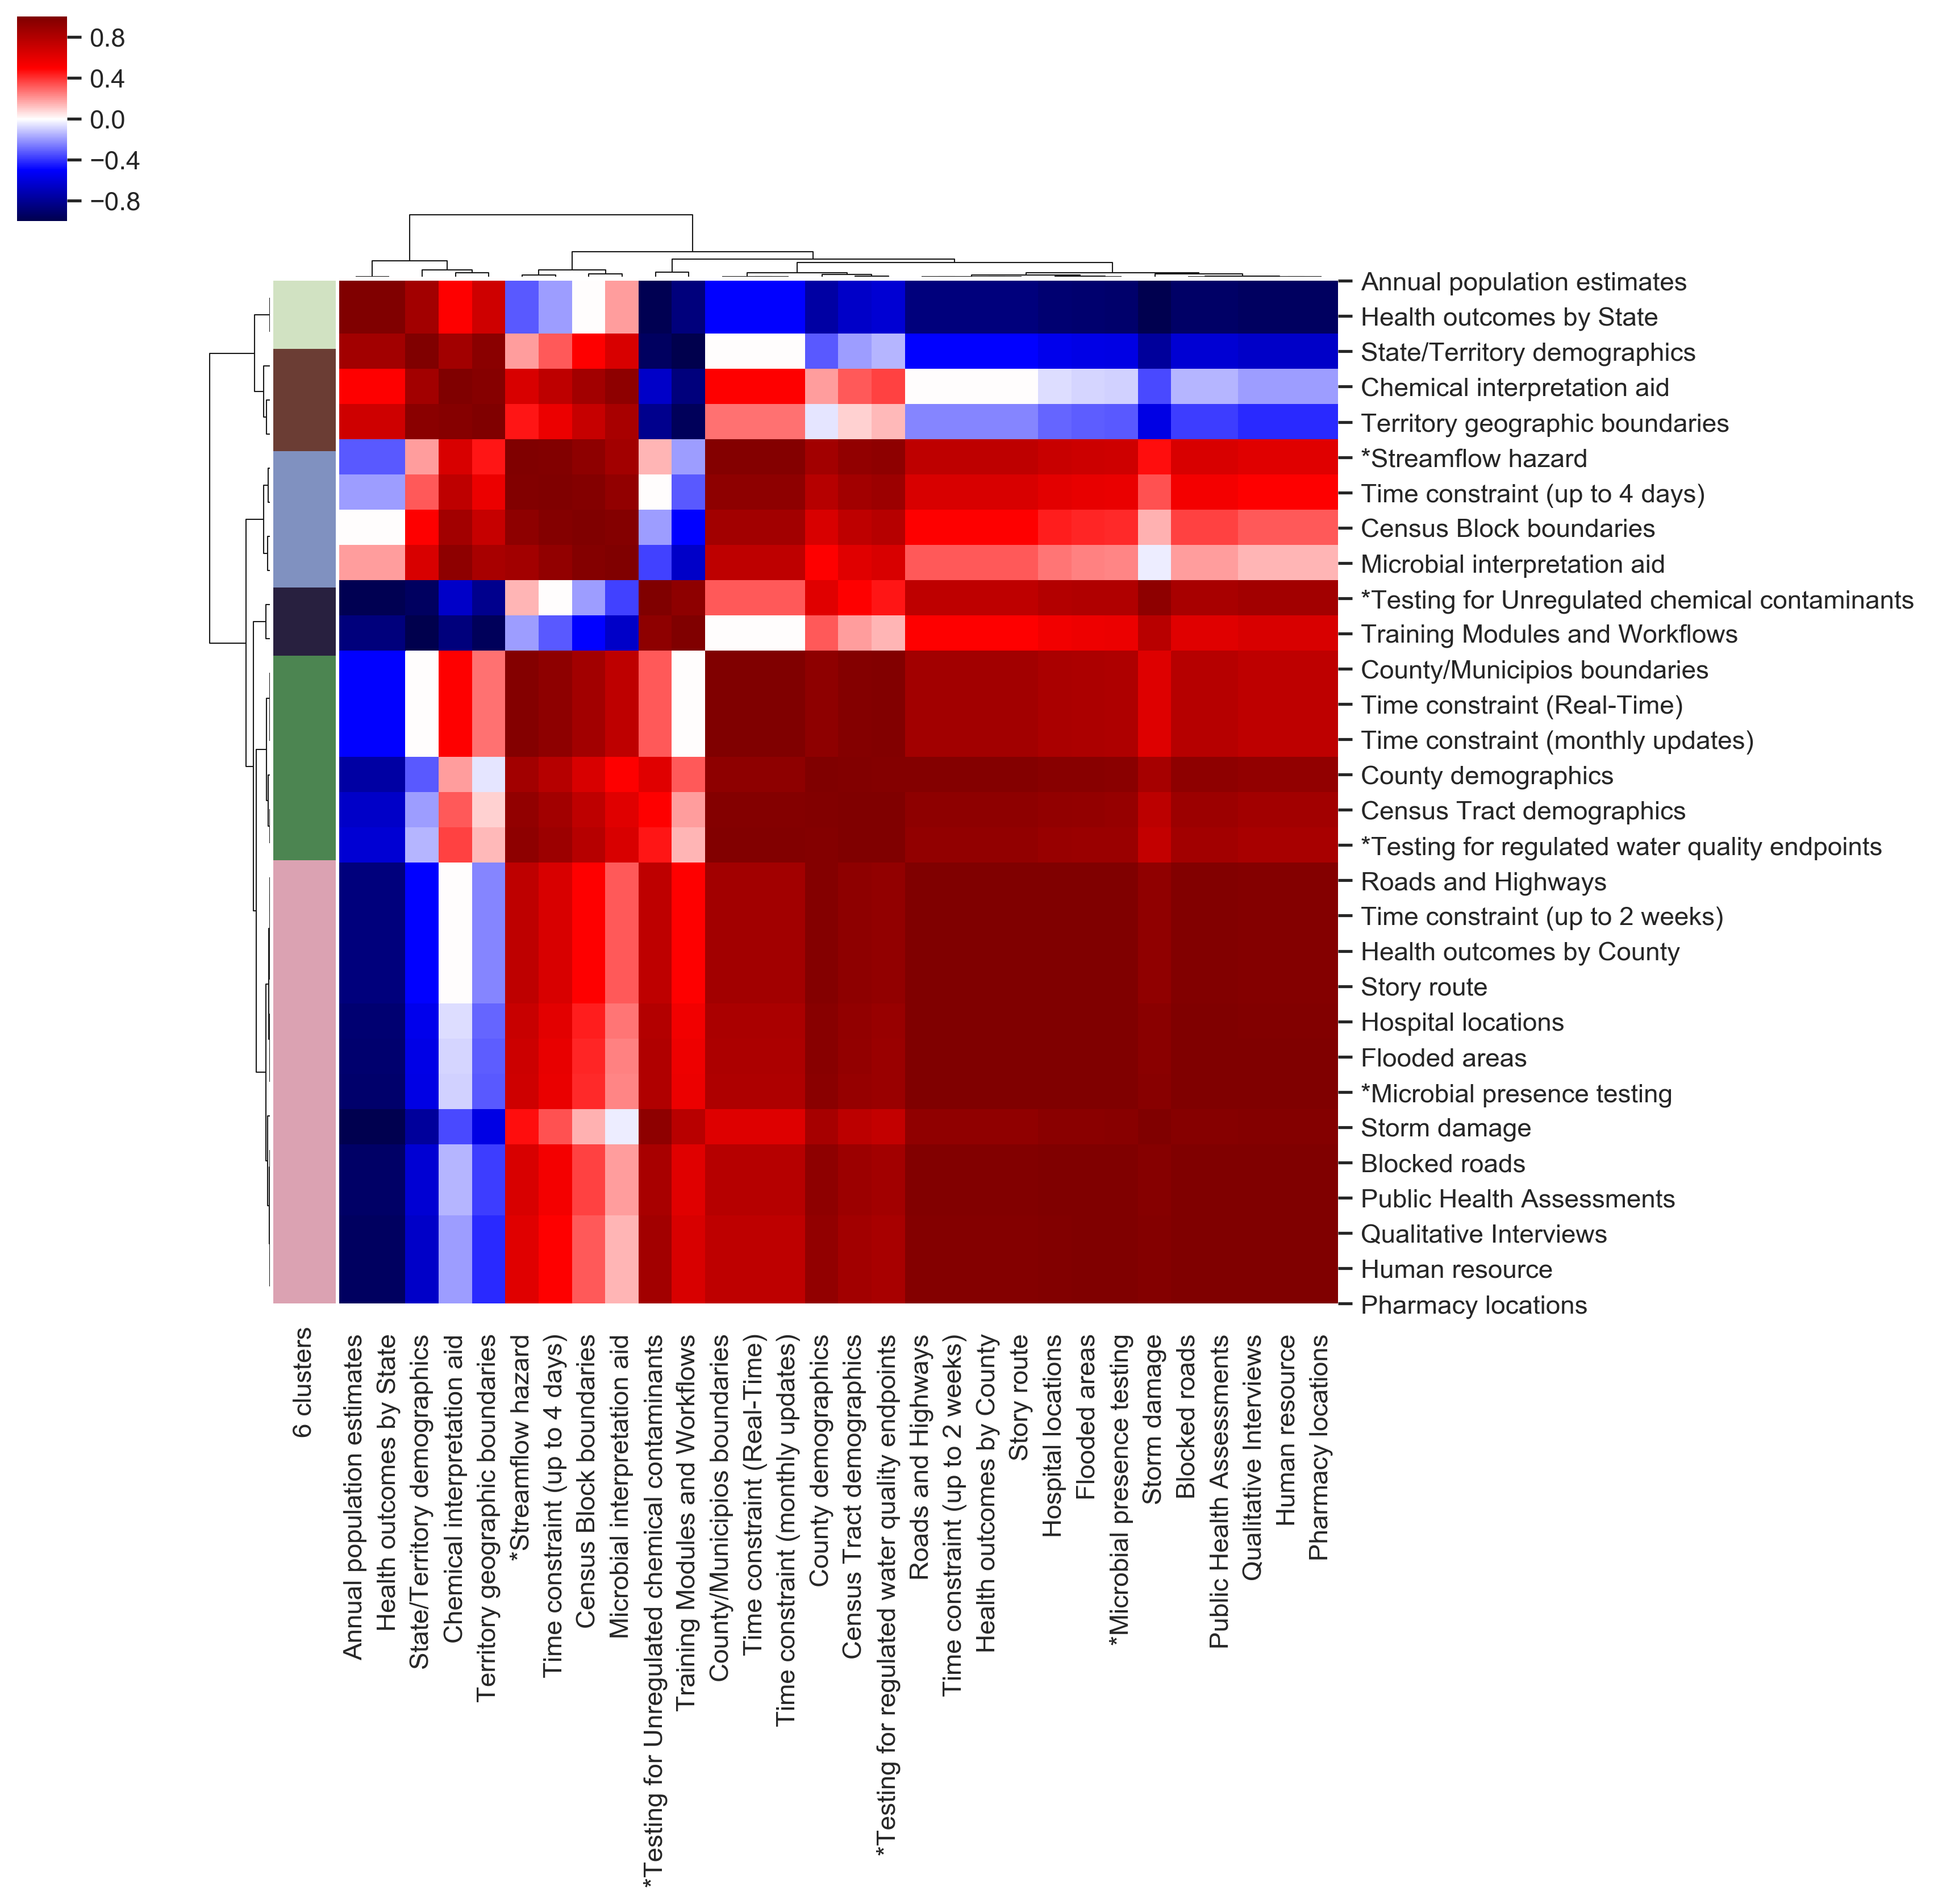 0.8
0.4
0.0
−0.4
−0.8
Annual population estimates
Health outcomes by State
State/Territory demographics
Chemical interpretation aid
Territory geographic boundaries
*Streamflow hazard
Time constraint (up to 4 days)
Census Block boundaries
Microbial interpretation aid
*Testing for Unregulated chemical contaminants
Training Modules and Workflows
County/Municipios boundaries
Time constraint (Real-Time)
Time constraint (monthly updates)
County demographics
Census Tract demographics
*Testing for regulated water quality endpoints
Roads and Highways
Time constraint (up to 2 weeks)
Health outcomes by County
Story route
Hospital locations
Flooded areas
*Microbial presence testing
Storm damage
Blocked roads
Public Health Assessments
Qualitative Interviews
Human resource
Pharmacy locations
6 clusters
Annual population estimates
Health outcomes by State
State/Territory demographics
Chemical interpretation aid
Territory geographic boundaries
*Streamflow hazard
Time constraint (up to 4 days)
Census Block boundaries
Microbial interpretation aid
*Testing for Unregulated chemical contaminants
Training Modules and Workflows
County/Municipios boundaries
Time constraint (Real-Time)
Time constraint (monthly updates)
County demographics
Census Tract demographics
*Testing for regulated water quality endpoints
Roads and Highways
Time constraint (up to 2 weeks)
Health outcomes by County
Story route
Hospital locations
Flooded areas
*Microbial presence testing
Storm damage
Blocked roads
Public Health Assessments
Qualitative Interviews
Human resource
Pharmacy locations